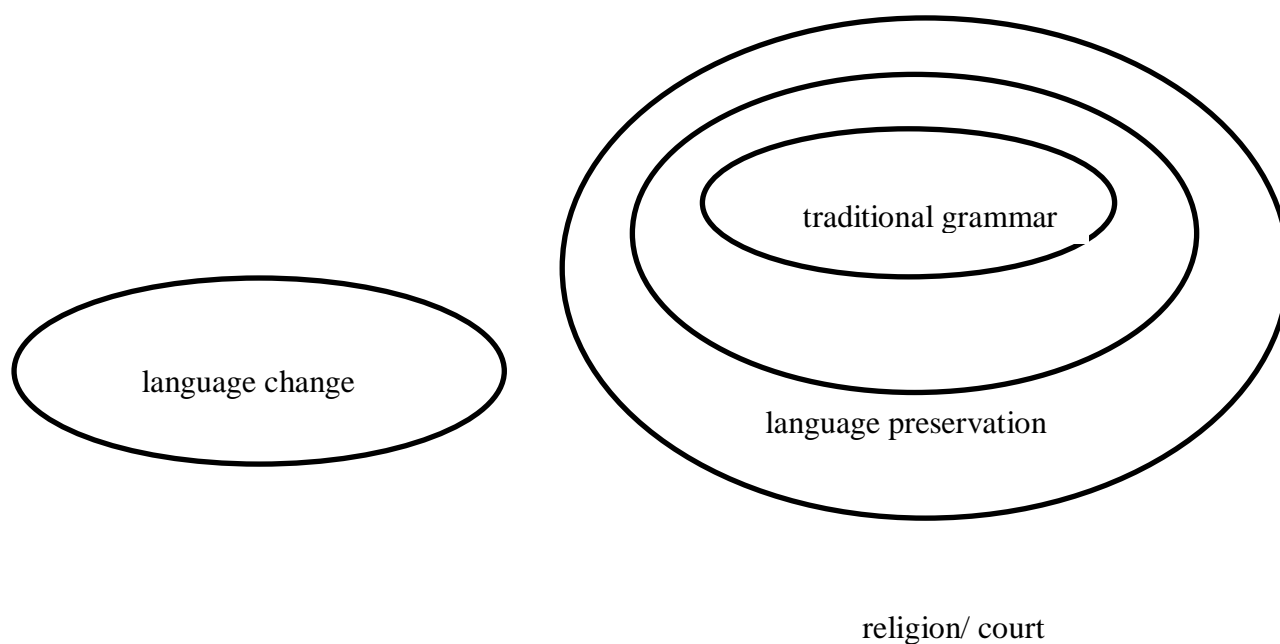 traditional grammar
language change
language preservation
religion/ court